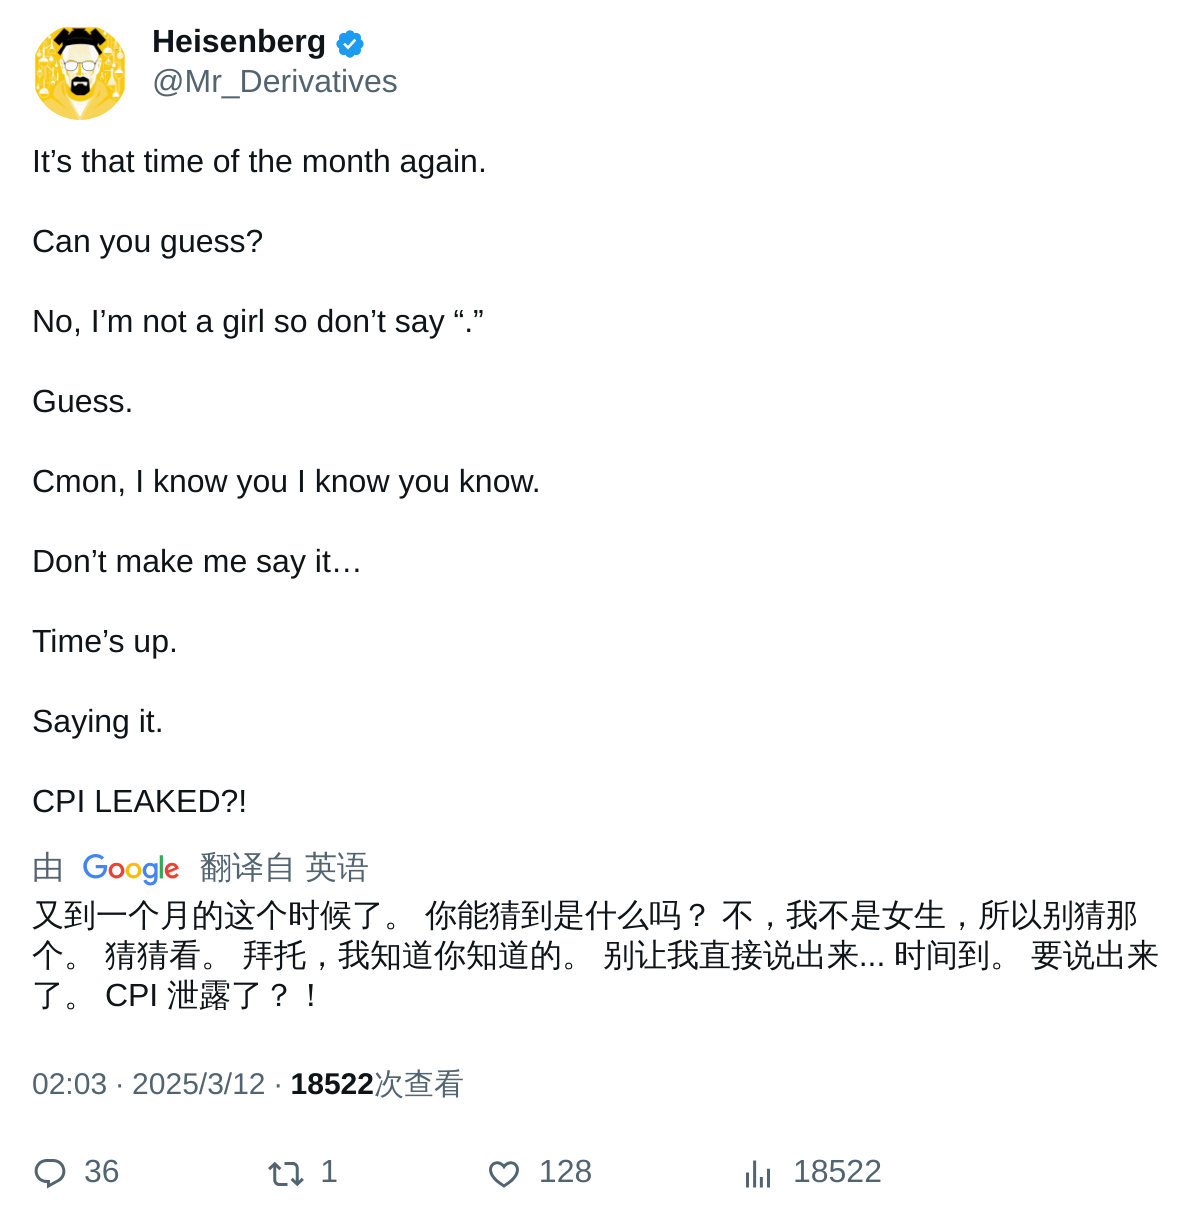 Heisenberg
@Mr_Derivatives
It’s that time of the month again.
Can you guess?
No, I’m not a girl so don’t say “.”
Guess.
Cmon, I know you I know you know.
Don’t make me say it…
Time’s up.
Saying it.
CPI LEAKED?!
由 Google 翻译自 英语
又到一个月的这个时候了。 你能猜到是什么吗？ 不，我不是女生，所以别猜那
个。 猜猜看。 拜托，我知道你知道的。 别让我直接说出来... 时间到。 要说出来
了。 CPI 泄露了？！
02:03 · 2025/3/12 · 18522次查看
36 1 128 18522